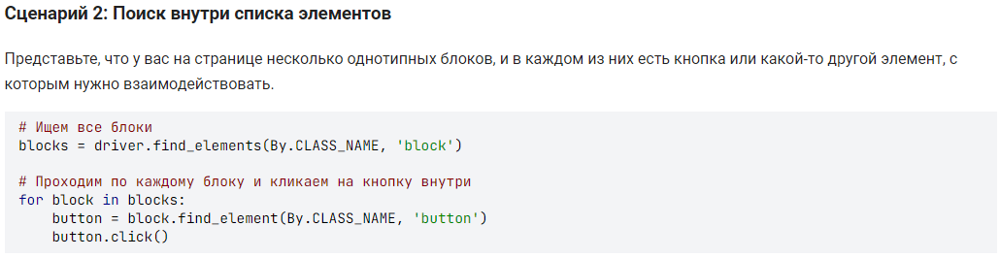 Сценарий 2: Поиск внутри списка элементов
Представьте, что у вас на странице несколько однотипных блоков, и в каждом из них есть кнопка или какой-то другой элемент, с
которым нужно взаимодействовать.
# Ищем все блоки
blocks = driver.find_elements(By.CLASS_NAME, 'block')
# Проходим по каждому блоку и кликаем на кнопку внутри
for block in blocks:
    button = block.find_element(By.CLASS_NAME, 'button')
    button.click()